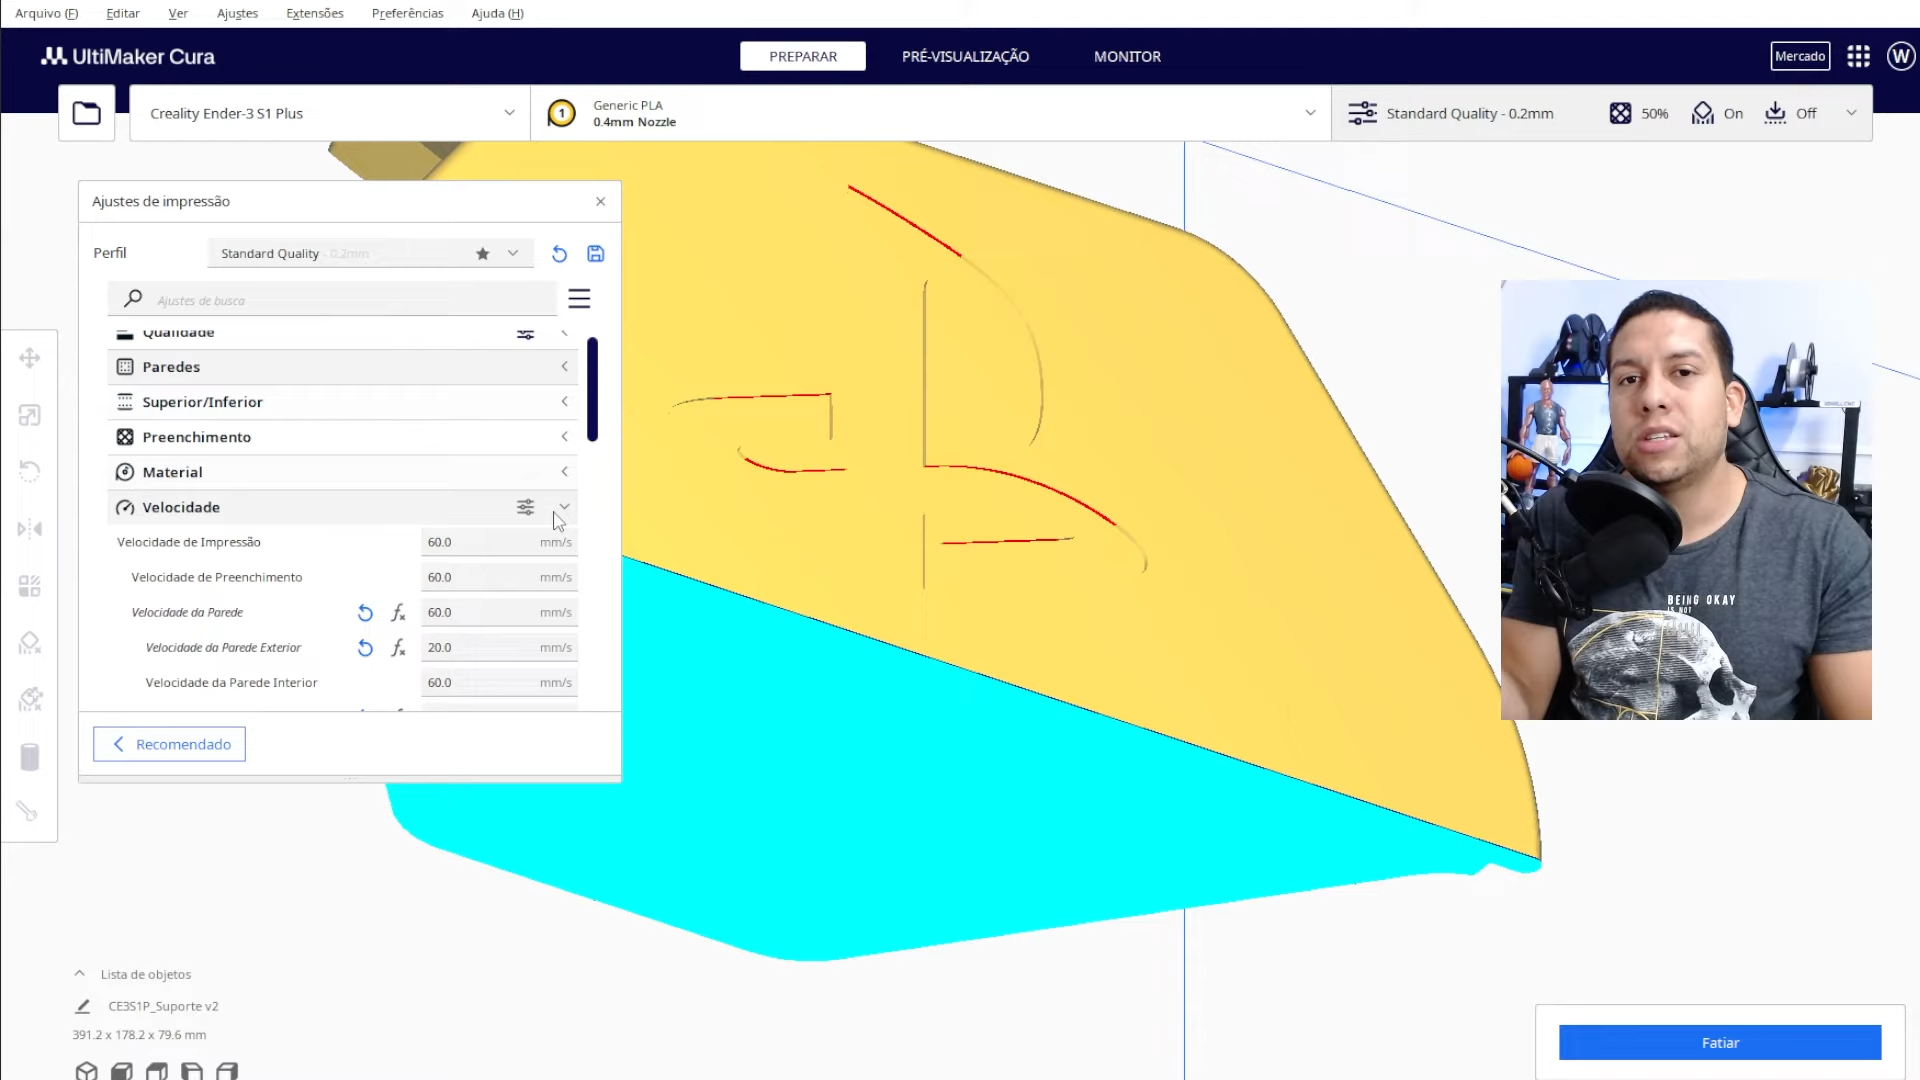 Arquivo (F) Editar Ver Ajustes Extensões Preferências Ajuda (H)
UltiMaker Cura
PREPARAR PRÉ-VISUALIZAÇÃO MONITOR
Mercado W
Creality Ender-3 S1 Plus
1
Generic PLA
0.4mm Nozzle
Standard Quality - 0.2mm 50% On Off
Ajustes de impressão
Perfil Standard Quality - 0.2mm
Ajustes de busca
Qualidade
Paredes
Superior/Inferior
Preenchimento
Material
Velocidade
Velocidade de Impressão 60.0 mm/s
Velocidade de Preenchimento 60.0 mm/s
Velocidade da Parede fx 60.0 mm/s
Velocidade da Parede Exterior fx 20.0 mm/s
Velocidade da Parede Interior 60.0 mm/s
Recomendado
BEING OKAY
IS NOT
Lista de objetos
CE3S1P_Suporte v2
391.2 x 178.2 x 79.6 mm
Fatiar